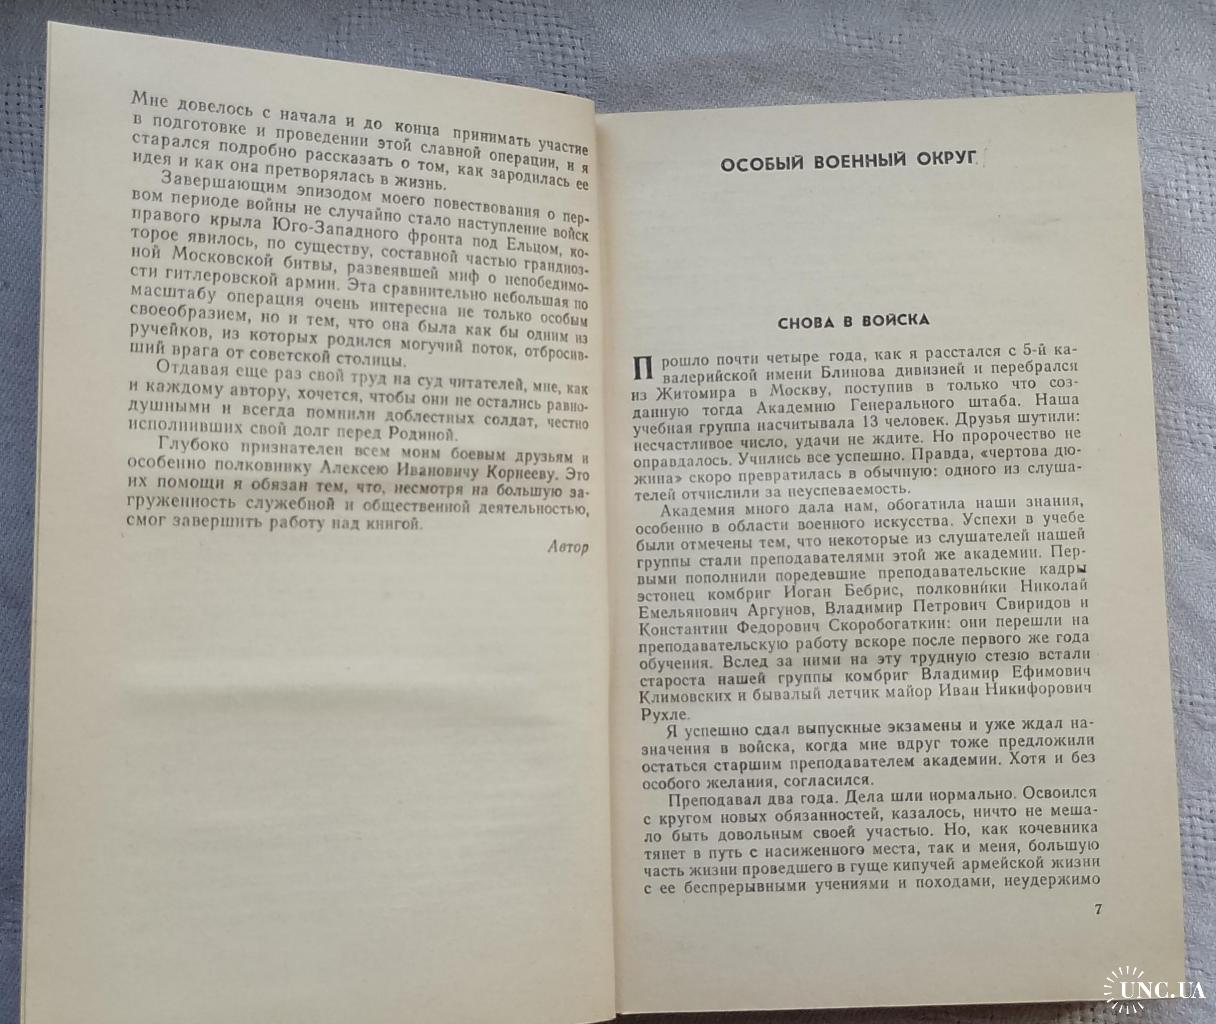 Мне довелось с начала и до конца принимать участие
в подготовке и проведении этой славной операции, и я
старался подробно рассказать о том, как зародилась ее
идея и как она претворялась в жизнь.
Завершающим эпизодом моего повествования о пер-
вом периоде войны не случайно стало наступление войск
правого крыла Юго-Западного фронта под Ельцом, ко-
торое явилось, по существу, составной частью грандиоз-
ной Московской битвы, развеявшей миф о непобедимо-
сти гитлеровской армии. Эта сравнительно небольшая по
масштабу операция очень интересна не только особым
своеобразием, но и тем, что она была как бы одним из
ручейков, из которых родился могучий поток, отбросив-
ший врага от советской столицы.
Отдавая еще раз свой труд на суд читателей, мне, как
и каждому автору, хочется, чтобы они не остались равно-
душными и всегда помнили доблестных солдат, честно
исполнивших свой долг перед Родиной.
Глубоко признателен всем моим боевым друзьям и
особенно полковнику Алексею Ивановичу Корнееву. Это
их помощи я обязан тем, что, несмотря на большую за-
груженность служебной и общественной деятельностью,
смог завершить работу над книгой.
Автор
ОСОБЫЙ ВОЕННЫЙ ОКРУГ
СНОВА В ВОЙСКА
Прошло почти четыре года, как я расстался с 5-й ка-
валерийской имени Блинова дивизией и перебрался
из Житомира в Москву, поступив в только что соз-
данную тогда Академию Генерального штаба. Наша
учебная группа насчитывала 13 человек. Друзья шутили:
несчастливое число, удачи не ждите. Но пророчество не
оправдалось. Учились все успешно. Правда, «чертова дю-
жина» скоро превратилась в обычную: одного из слуша-
телей отчислили за неуспеваемость.
Академия много дала нам, обогатила наши знания,
особенно в области военного искусства. Успехи в учебе
были отмечены тем, что некоторые из слушателей нашей
группы стали преподавателями этой же академии. Пер-
выми пополнили поредевшие преподавательские кадры
эстонец комбриг Иоган Бебрис, полковники Николай
Емельянович Аргунов, Владимир Петрович Свиридов и
Константин Федорович Скоробогаткин: они перешли на
преподавательскую работу вскоре после первого же года
обучения. Вслед за ними на эту трудную стезю встали
староста нашей группы комбриг Владимир Ефимович
Климовских и бывалый летчик майор Иван Никифорович
Рухле.
Я успешно сдал выпускные экзамены и уже ждал на-
значения в войска, когда мне вдруг тоже предложили
остаться старшим преподавателем академии. Хотя и без
особого желания, согласился.
Преподавал два года. Дела шли нормально. Освоился
с кругом новых обязанностей, казалось, ничто не меша-
ло быть довольным своей участью. Но, как кочевника
тянет в путь с насиженного места, так и меня, большую
часть жизни проведшего в гуще кипучей армейской жизни
с ее беспрерывными учениями и походами, неудержимо
7
UNC.UA